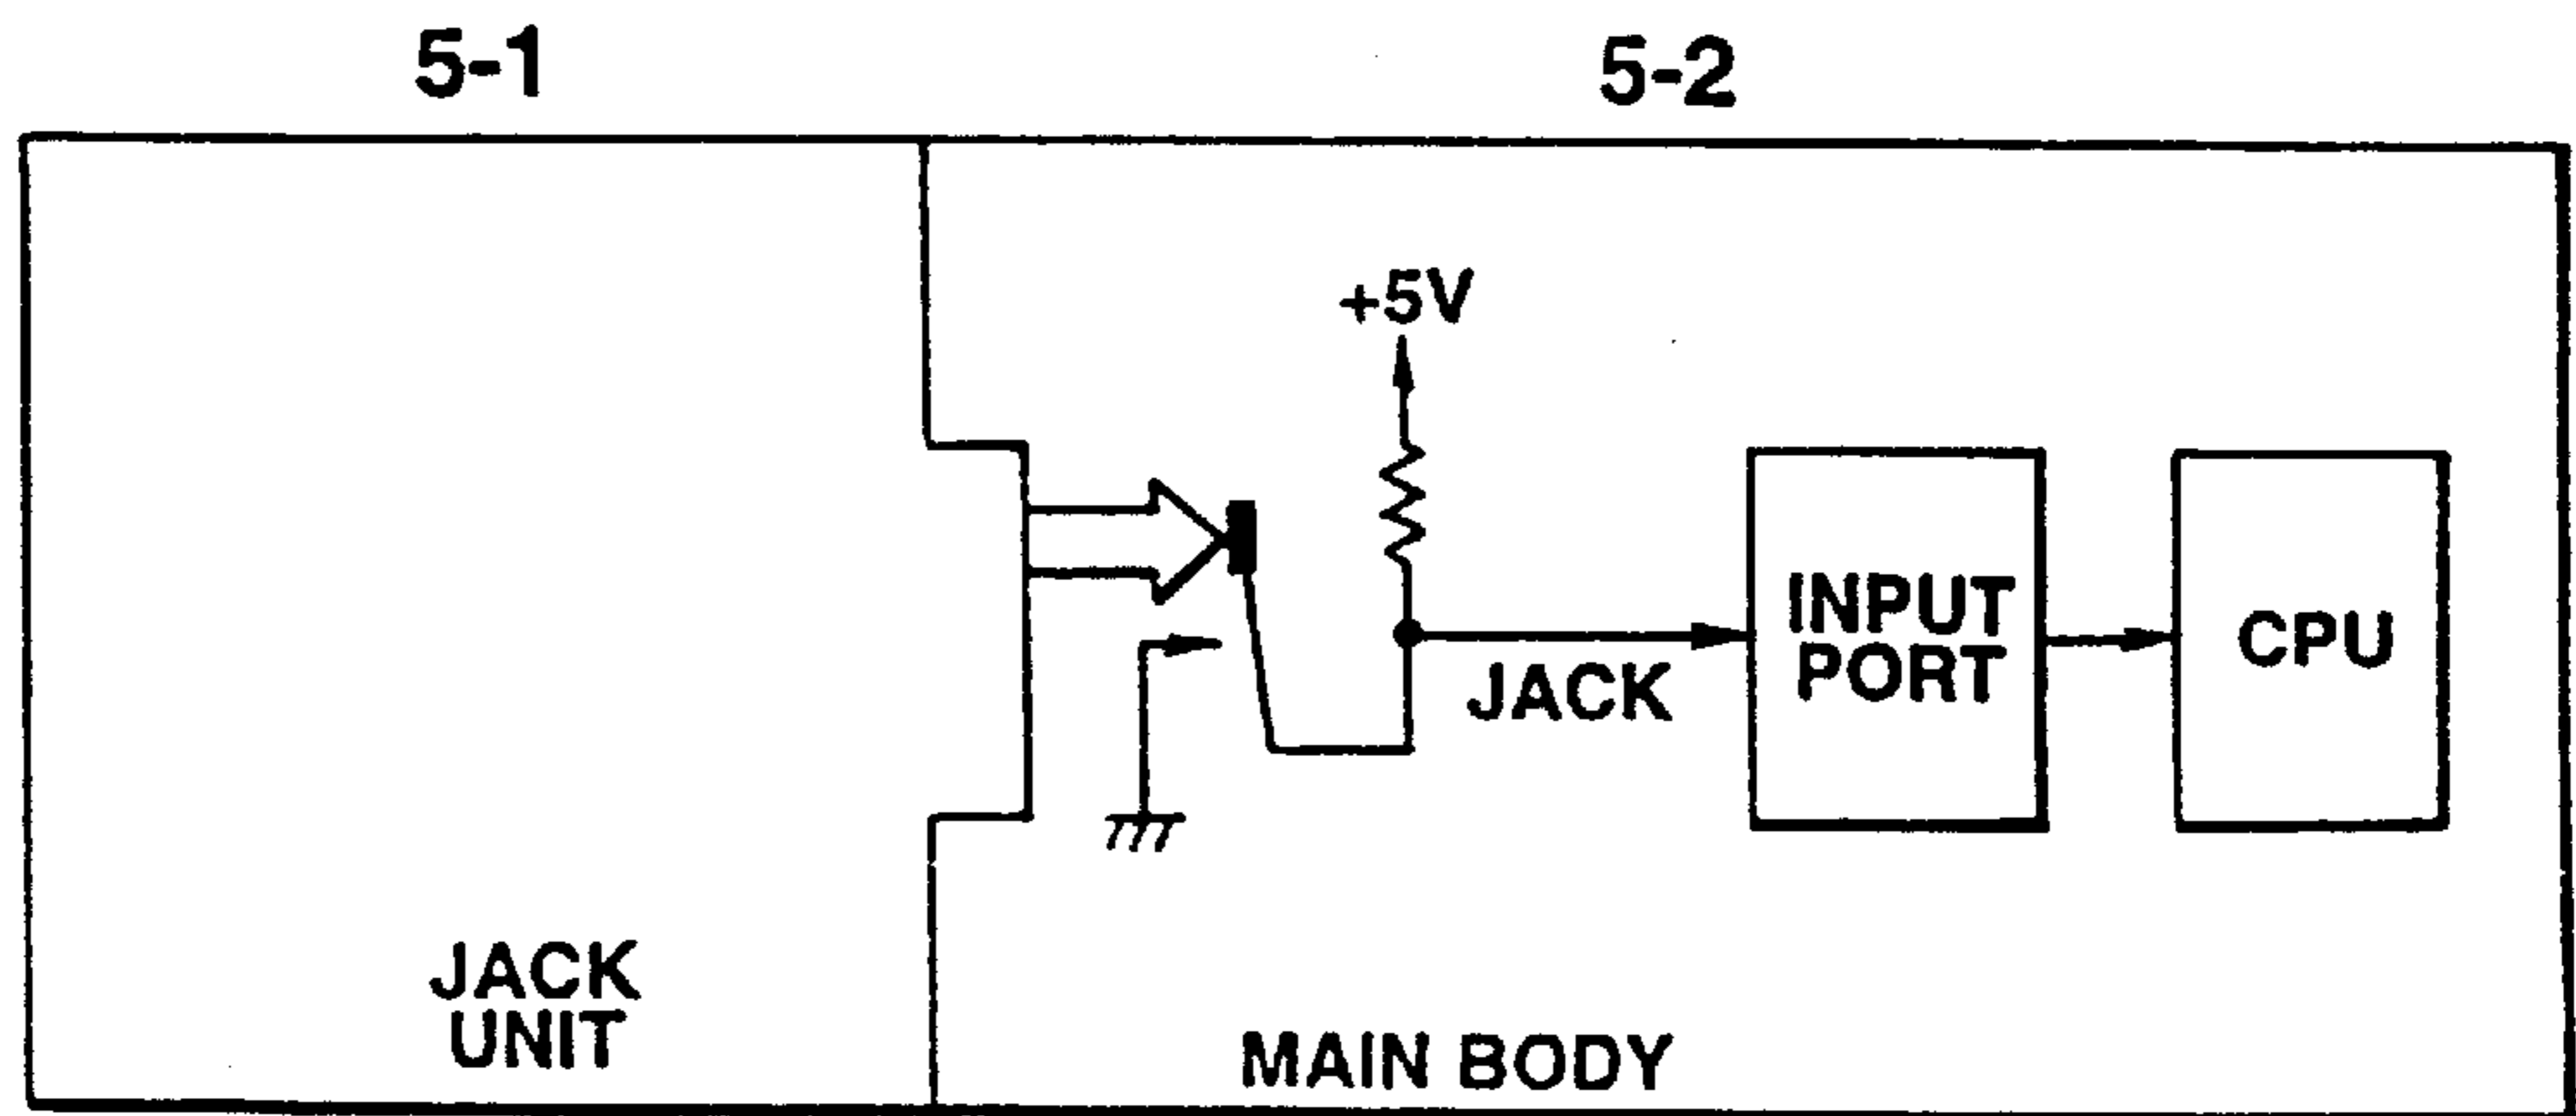 5-1
5-2
+5V
JACK
INPUT
PORT
CPU
JACK
UNIT
MAIN BODY